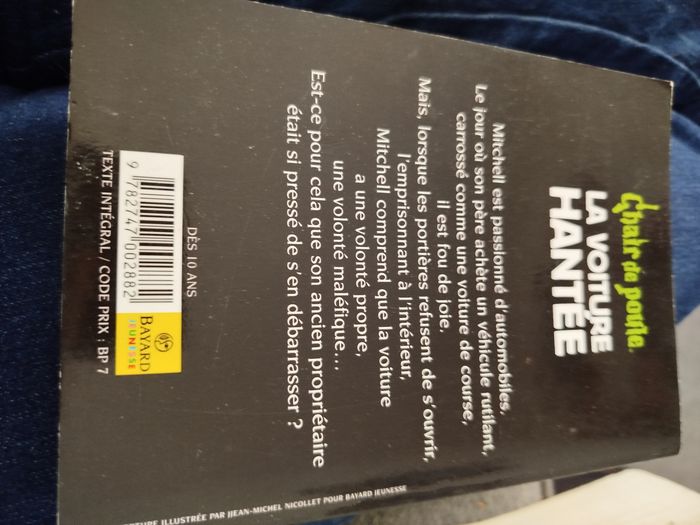 Chair de poule.
LA VOITURE
HANTÉE
Mitchell est passionné d'automobiles.
Le jour où son père achète un véhicule rutilant,
carrossé comme une voiture de course,
il est fou de joie.
Mais, lorsque les portières refusent de s'ouvrir,
l'emprisonnant à l'intérieur,
Mitchell comprend que la voiture
a une volonté propre,
une volonté maléfique...
Est-ce pour cela que son ancien propriétaire
était si pressé de s'en débarrasser ?
DÈS 10 ANS
9 782747 002882
BAYARD
JEUNESSE
TEXTE INTÉGRAL / CODE PRIX : BP 7
ILLUSTRÉE PAR JJEAN-MICHEL NICOLLET POUR BAYARD JEUNESSE